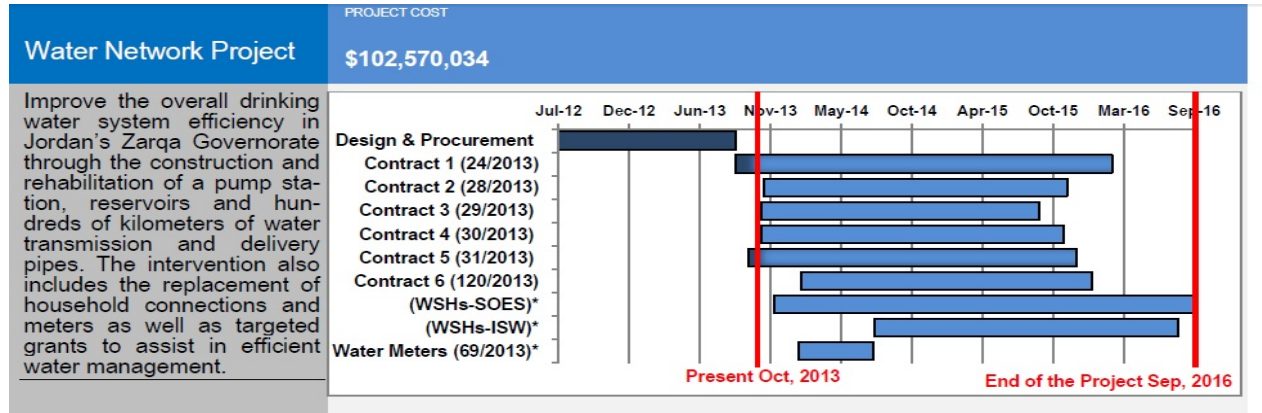 PROJECT COST
Water Network Project
$102,570,034
Improve the overall drinking
water system efficiency in
Jordan's Zarqa Governorate
through the construction and
rehabilitation of a pump sta-
tion, reservoirs and hun-
dreds of kilometers of water
transmission and delivery
pipes. The intervention also
includes the replacement of
household connections and
meters as well as targeted
grants to assist in efficient
water management.
Jul-12 Dec-12 Jun-13 Nov-13 May-14 Oct-14 Apr-15 Oct-15 Mar-16 Sep-16
Design & Procurement
Contract 1 (24/2013)
Contract 2 (28/2013)
Contract 3 (29/2013)
Contract 4 (30/2013)
Contract 5 (31/2013)
Contract 6 (120/2013)
(WSHs-SOES)*
(WSHs-ISW)*
Water Meters (69/2013)*
Present Oct, 2013
End of the Project Sep, 2016